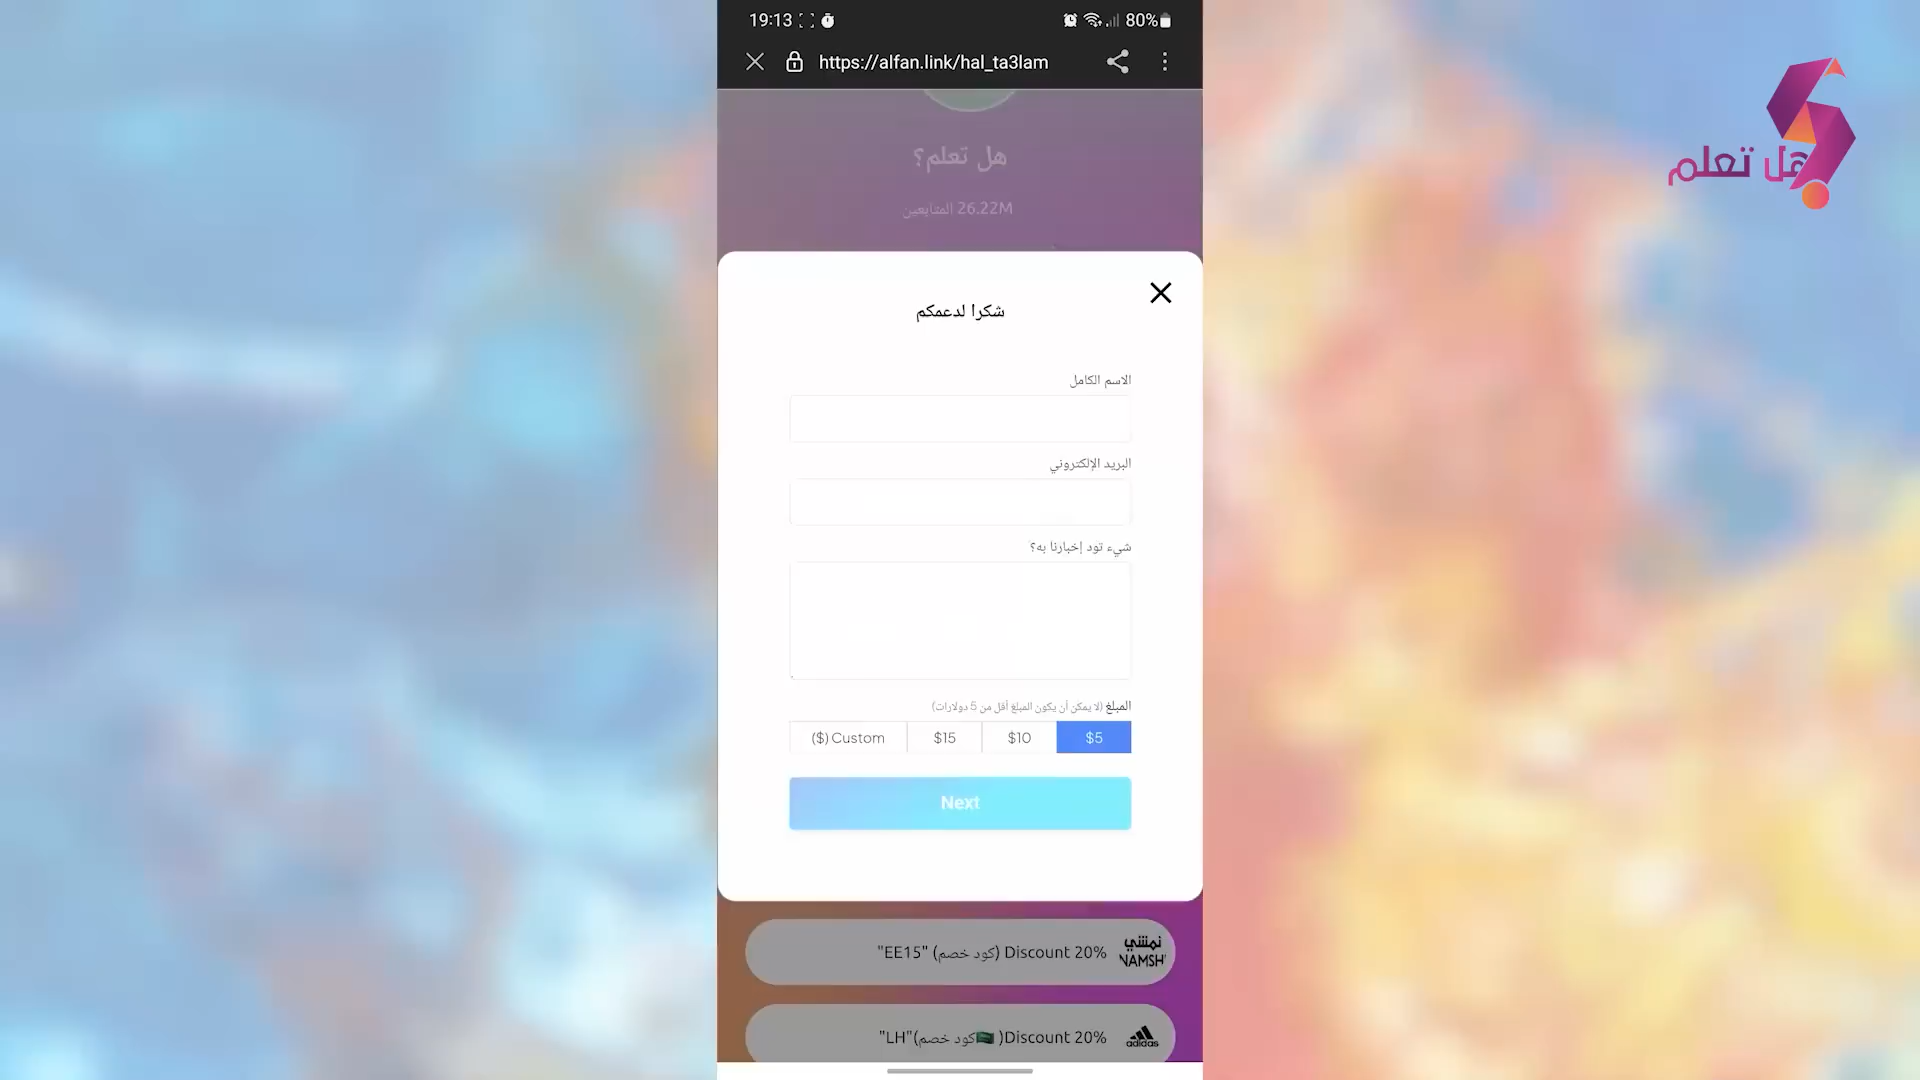 19:13
80%
https://alfan.link/hal_ta3lam
هل تعلم
هل تعلم؟
26.22M المتابعين
شكرا لدعمكم
الاسم الكامل
البريد الإلكتروني
شيء تود إخبارنا به؟
المبلغ (لا يمكن أن يكون المبلغ أقل من 5 دولارات)
$5
$10
$15
($) Custom
Next
"EE15" (كود خصم) Discount 20%
نمشي
NAMSHI
"LH"(كود خصم🇸🇦 )Discount 20%
adidas